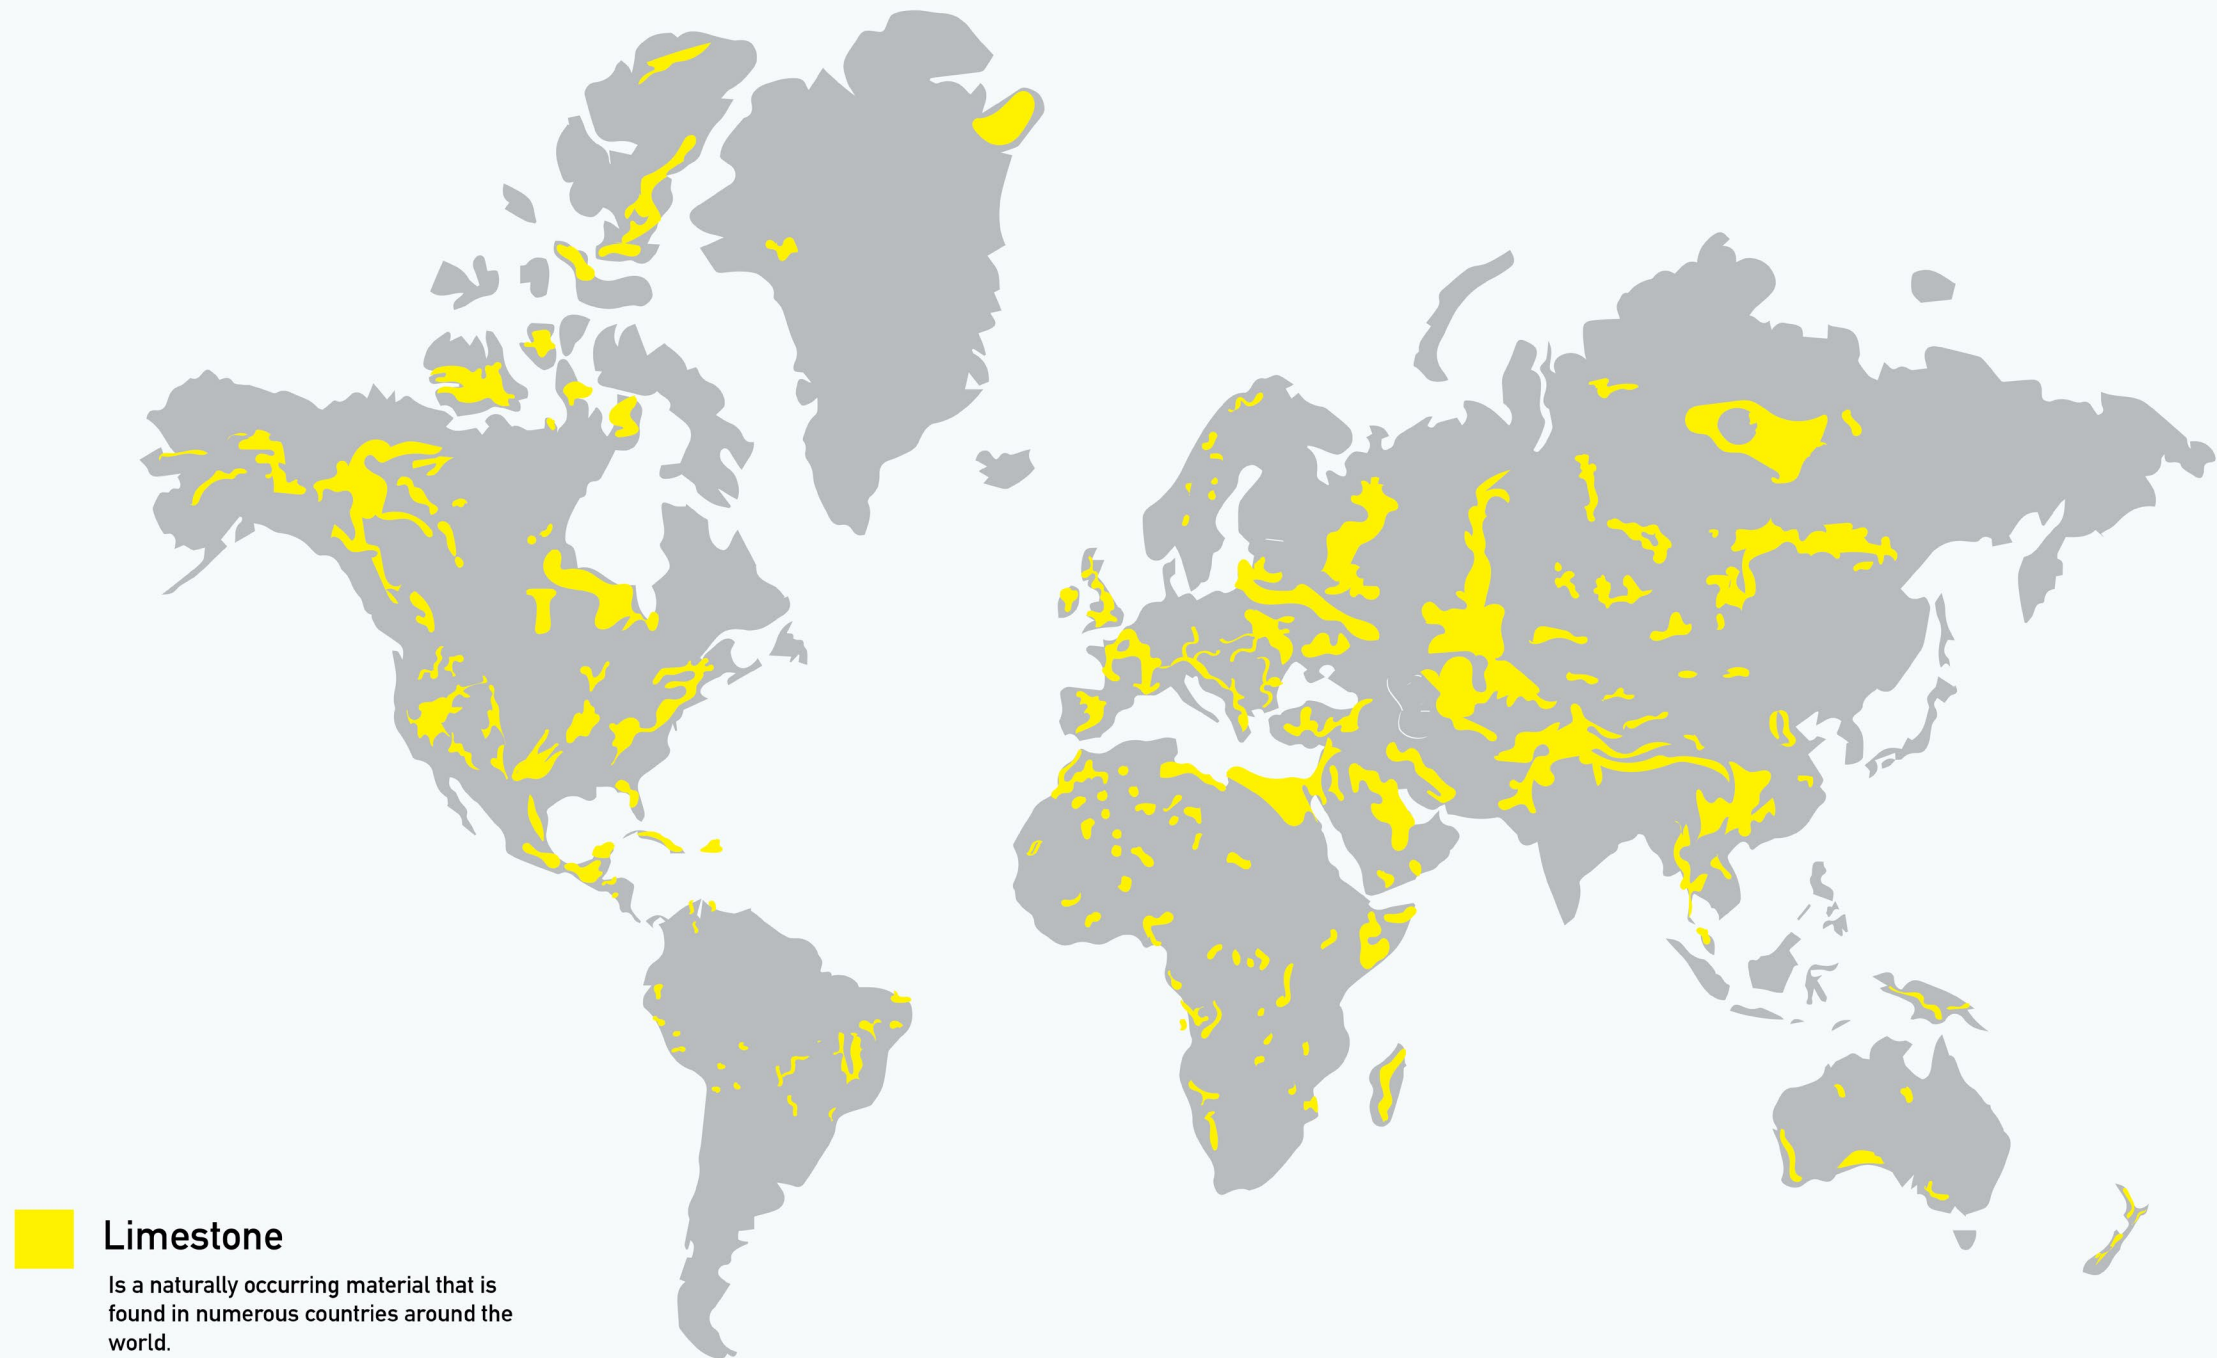 Limestone
Is a naturally occurring material that is
found in numerous countries around the
world.